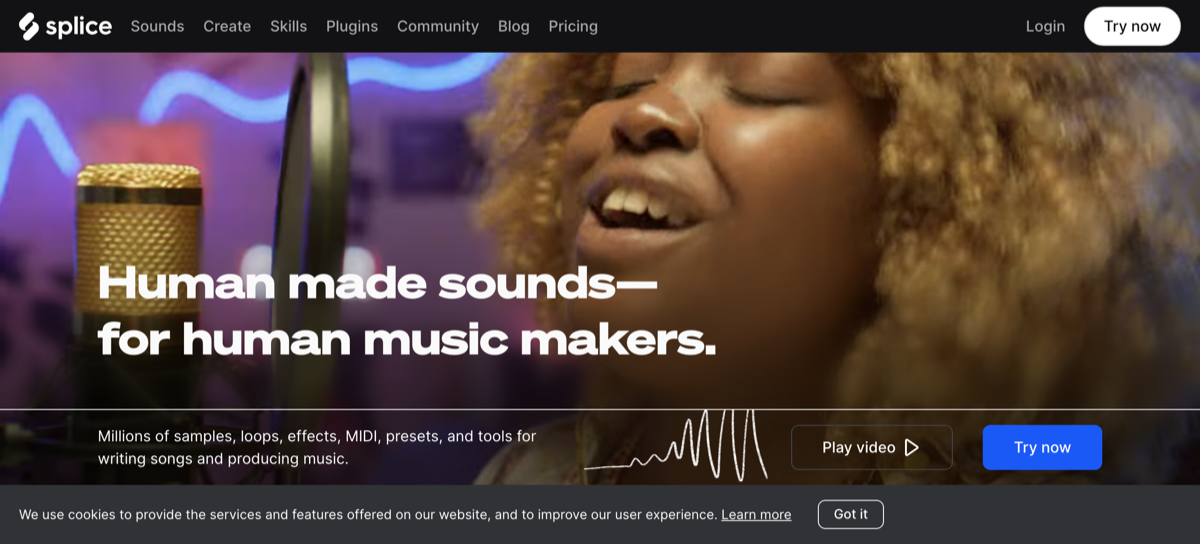 splice Sounds Create Skills Plugins Community Blog Pricing Login Try now
Human made sounds—
for human music makers.
Millions of samples, loops, effects, MIDI, presets, and tools for
writing songs and producing music.
Play video
Try now
We use cookies to provide the services and features offered on our website, and to improve our user experience. Learn more
Got it